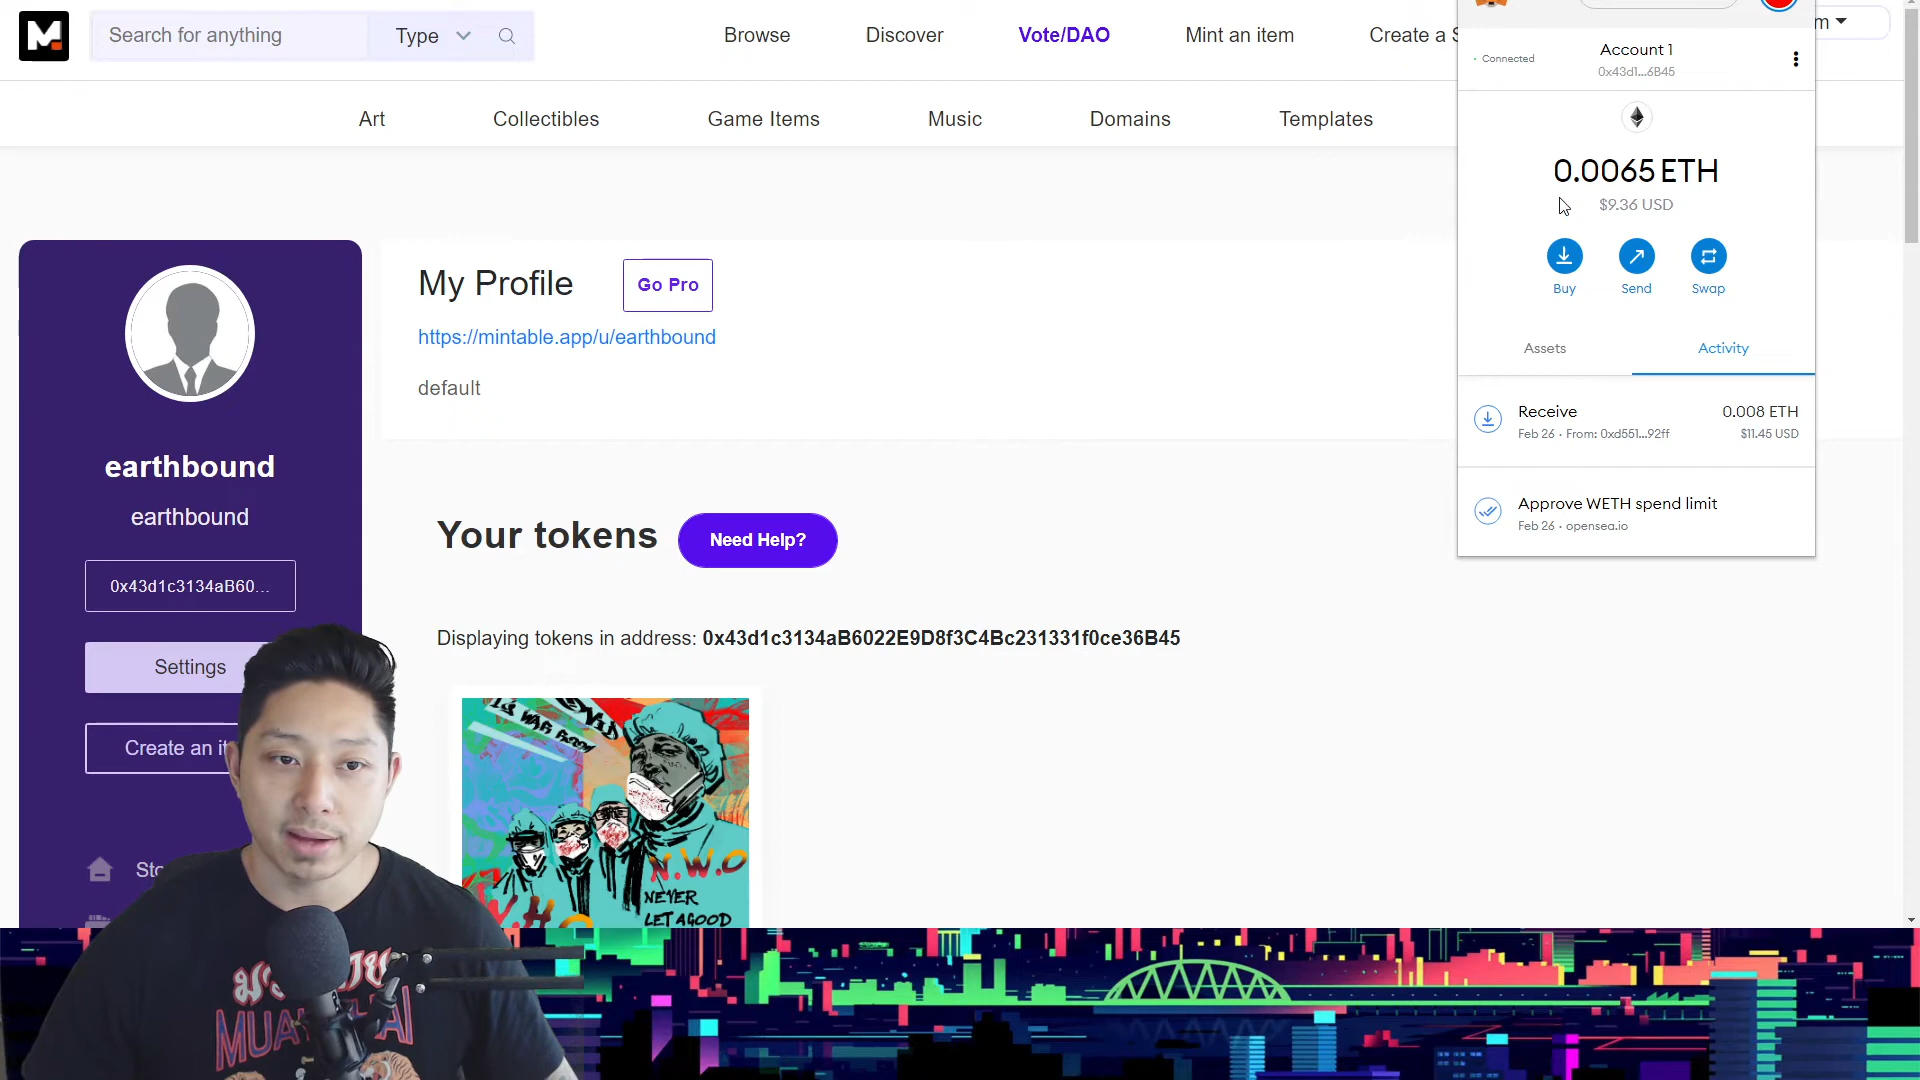 M.
Search for anything
Type
Browse
Discover
Vote/DAO
Mint an item
Create a S
m
Art
Collectibles
Game Items
Music
Domains
Templates
Connected
Account 1
0x43d1...6B45
0.0065 ETH
$9.36 USD
Buy
Send
Swap
Assets
Activity
Receive
0.008 ETH
Feb 26 · From: 0xd551...92ff
$11.45 USD
Approve WETH spend limit
Feb 26 · opensea.io
earthbound
earthbound
0x43d1c3134aB60...
Settings
Create an it
Sto
My Profile
Go Pro
https://mintable.app/u/earthbound
default
Your tokens
Need Help?
Displaying tokens in address: 0x43d1c3134aB6022E9D8f3C4Bc231331f0ce36B45
N.W.O
NEVER
LET A GOOD
W.H.O